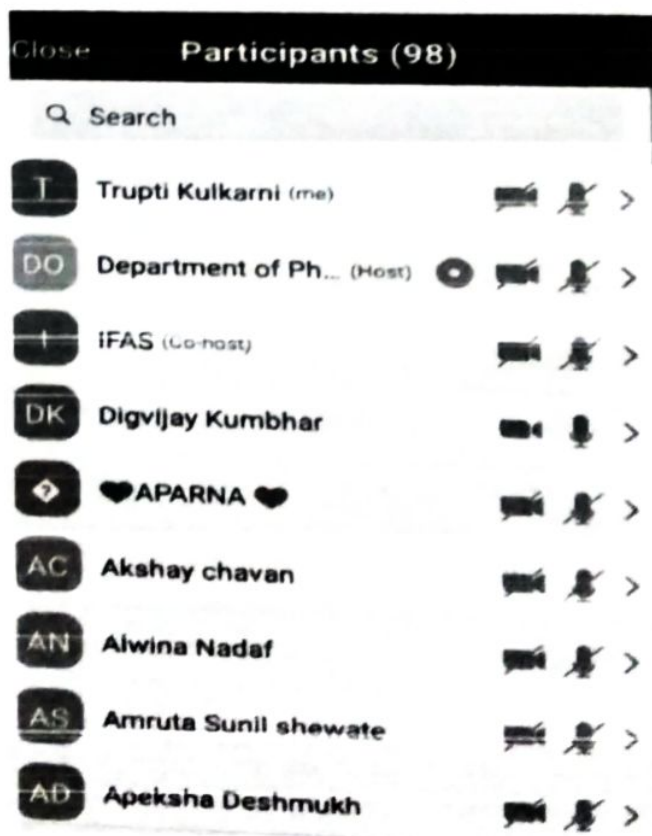 Close Participants (98)
Search
T Trupti Kulkarni (me)
DO Department of Ph... (Host)
I IFAS (Co-host)
DK Digvijay Kumbhar
? ♥APARNA ♥
AC Akshay chavan
AN Alwina Nadaf
AS Amruta Sunil shewate
AD Apeksha Deshmukh